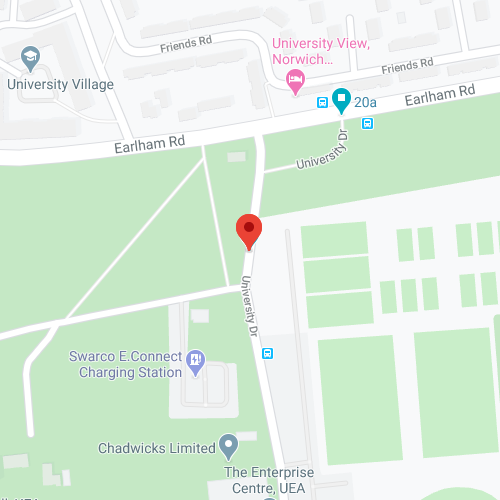 Friends Rd
University View,
Norwich...
University Village
Friends Rd
20a
Earlham Rd
Earlham Rd
University Dr
University Dr
Swarco E.Connect
Charging Station
Chadwicks Limited
The Enterprise
Centre, UEA